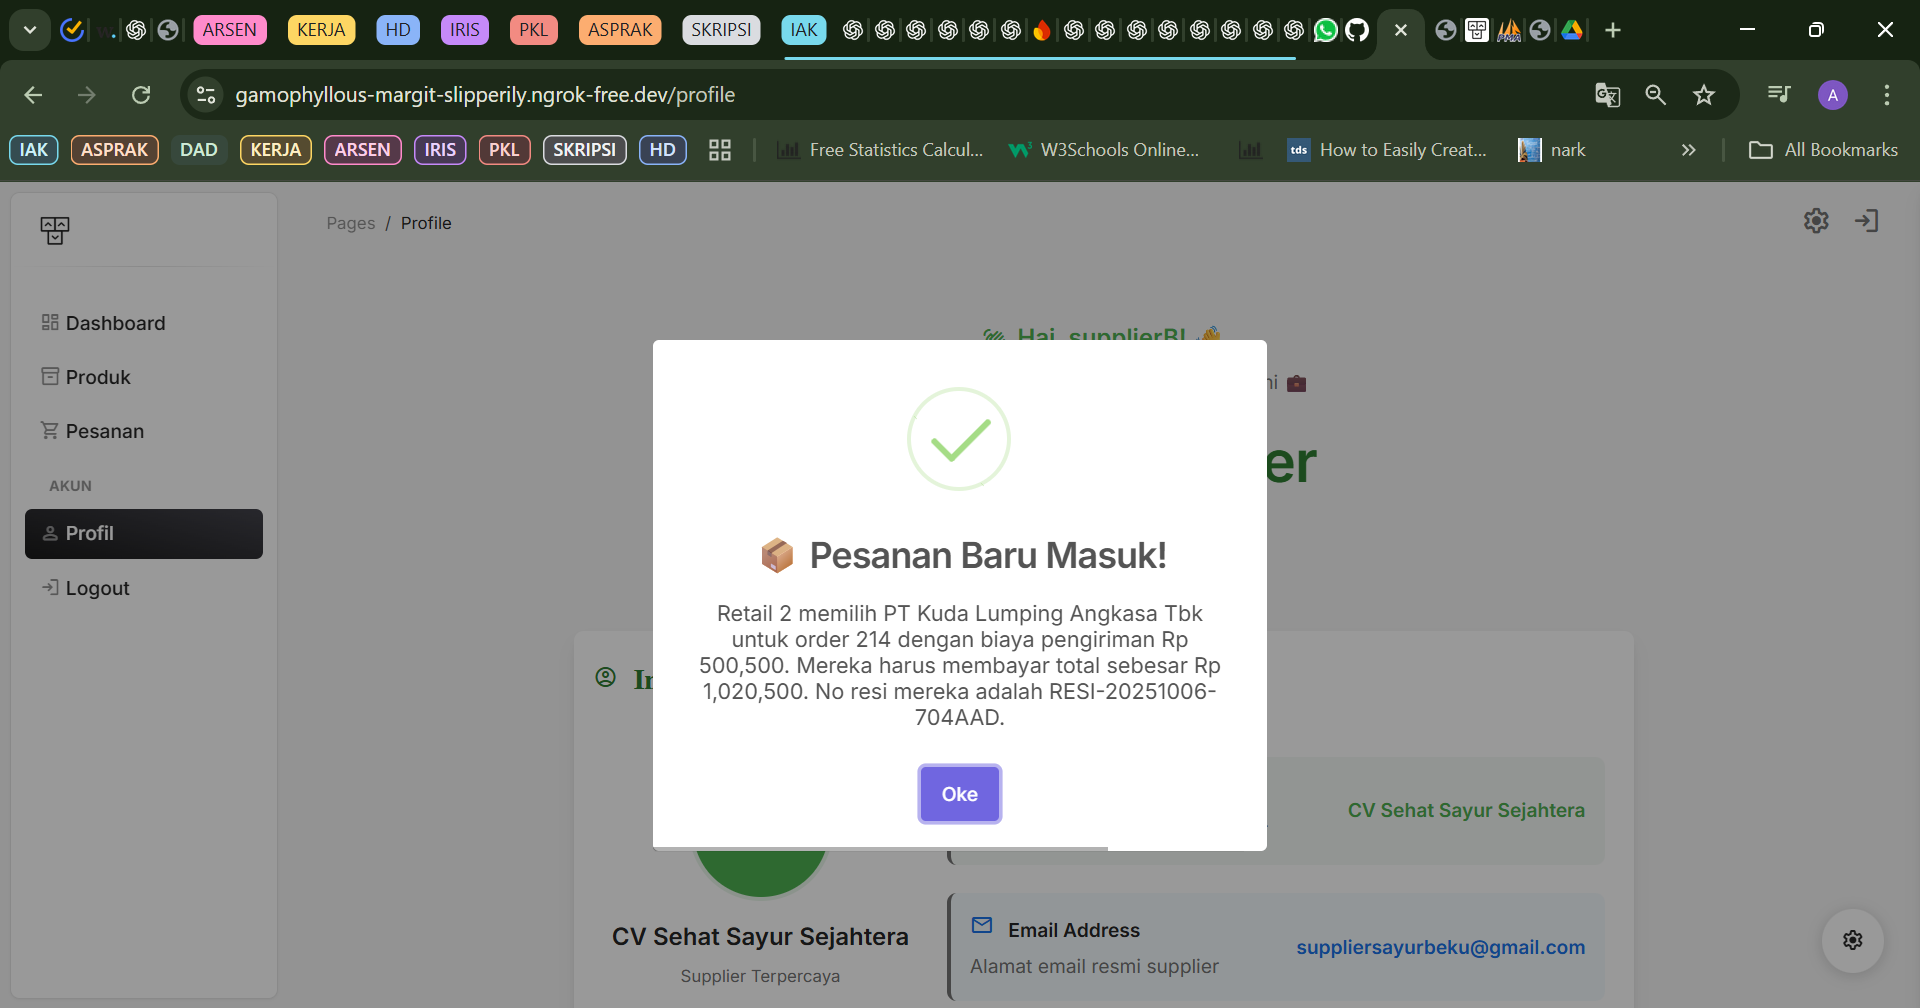 ARSEN
KERJA
HD
IRIS
PKL
ASPRAK
SKRIPSI
IAK
gamophyllous-margit-slipperily.ngrok-free.dev/profile
A
IAK
ASPRAK
DAD
KERJA
ARSEN
IRIS
PKL
SKRIPSI
HD
Free Statistics Calcul...
W3Schools Online...
tds
How to Easily Creat...
nark
All Bookmarks
Pages / Profile
Dashboard
Produk
Pesanan
AKUN
Profil
Logout
Hai, supplierB!
er
📦 Pesanan Baru Masuk!
Retail 2 memilih PT Kuda Lumping Angkasa Tbk
untuk order 214 dengan biaya pengiriman Rp
500,500. Mereka harus membayar total sebesar Rp
1,020,500. No resi mereka adalah RESI-20251006-
704AAD.
Oke
CV Sehat Sayur Sejahtera
CV Sehat Sayur Sejahtera
Supplier Terpercaya
Email Address
Alamat email resmi supplier
suppliersayurbeku@gmail.com